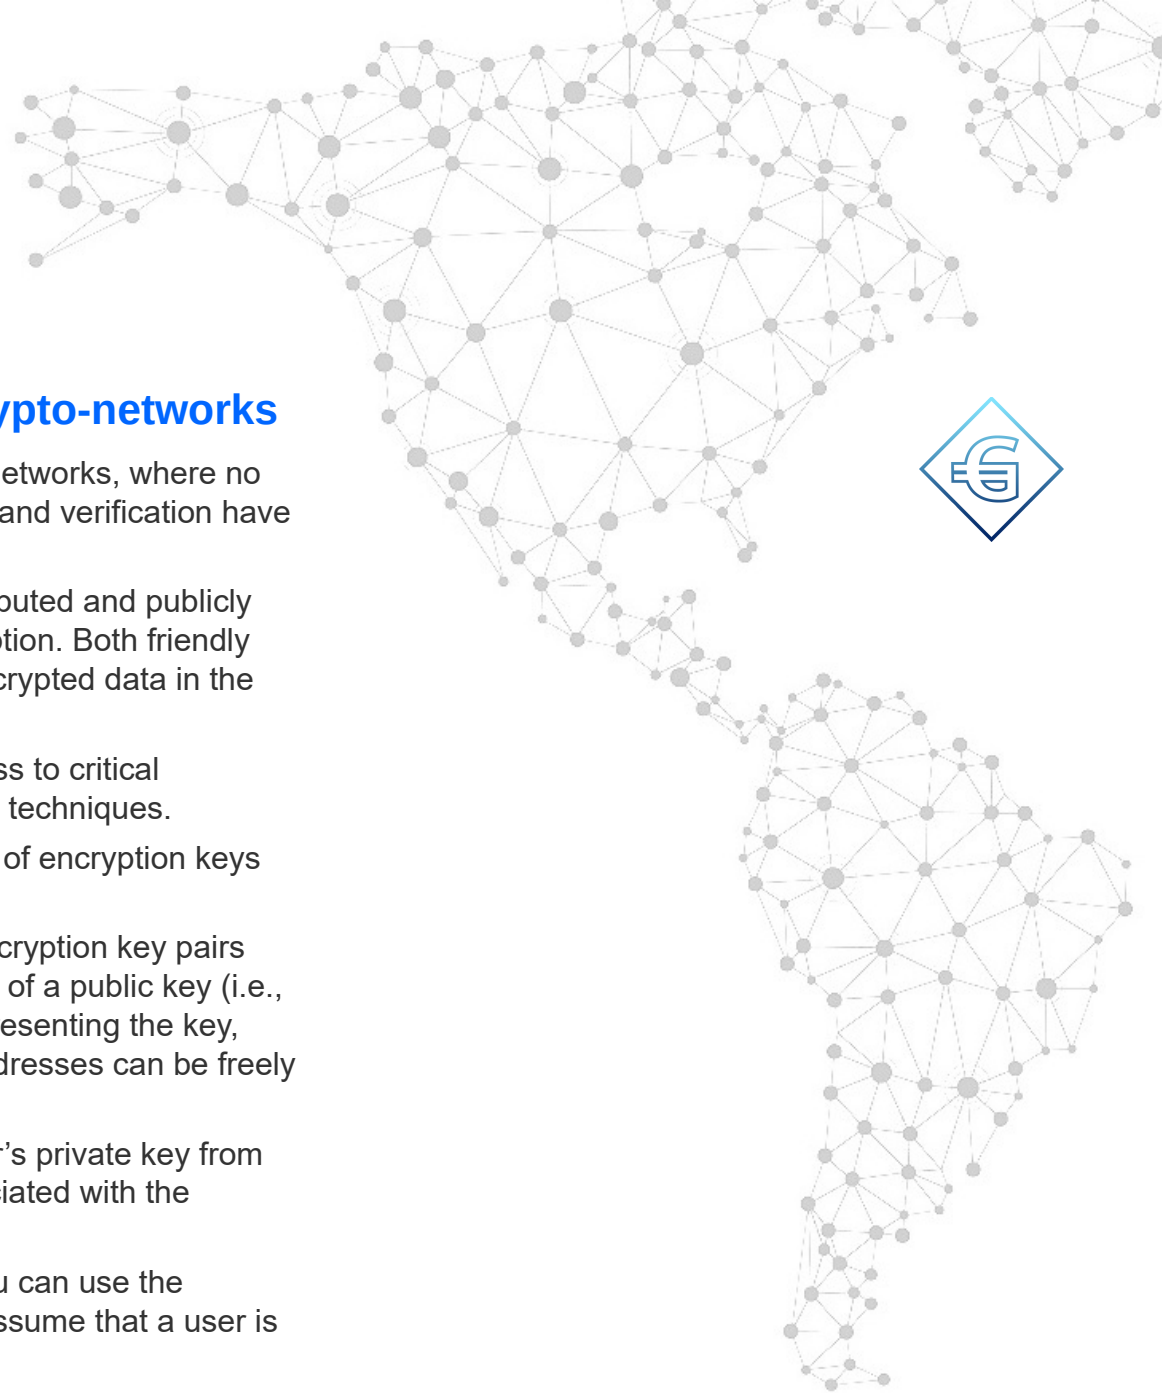 ypto-networks
etworks, where no
and verification have
buted and publicly
tion. Both friendly
crypted data in the
ss to critical
techniques.
of encryption keys
cryption key pairs
of a public key (i.e.,
esenting the key,
dresses can be freely
r’s private key from
ciated with the
u can use the
ssume that a user is